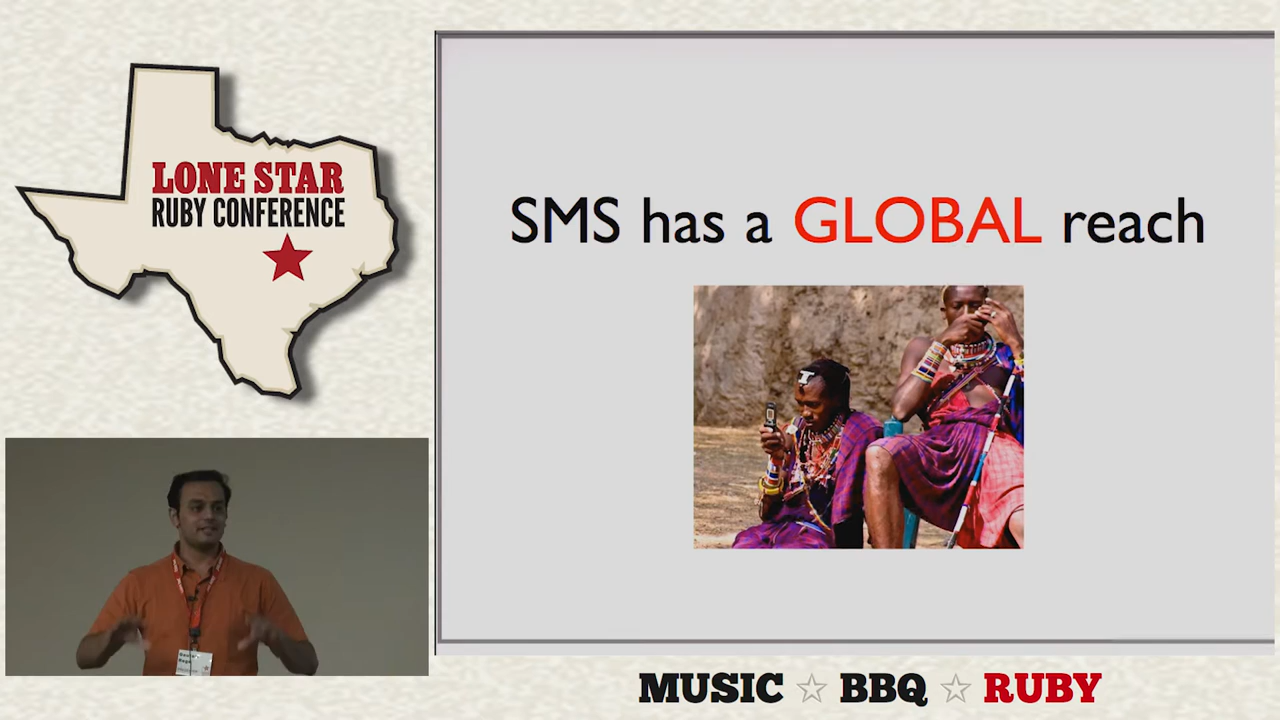 LONE STAR
RUBY CONFERENCE
SMS has a GLOBAL reach
MUSIC ☆ BBQ ☆ RUBY